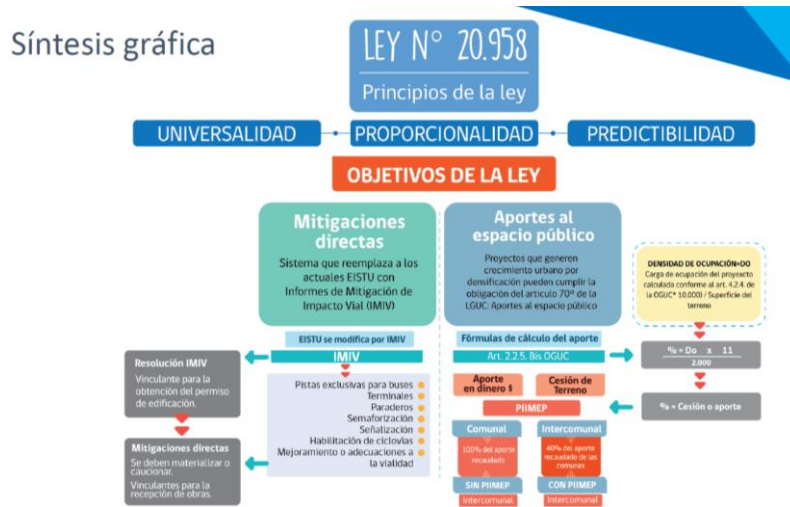 Síntesis gráfica
LEY N° 20.958
Principios de la ley
UNIVERSALIDAD
PROPORCIONALIDAD
PREDICTIBILIDAD
OBJETIVOS DE LA LEY
Mitigaciones
directas
Sistema que reemplaza a los
actuales EISTU con
Informes de Mitigación de
Impacto Vial (IMIV)
EISTU se modifica por IMIV
IMIV
Pistas exclusivas para buses
Terminales
Paraderos
Semaforización
Señalización
Habilitación de ciclovías
Mejoramiento o adecuaciones a
la vialidad
Resolución IMIV
Vinculante para la
obtención del permiso
de edificación.
Mitigaciones directas
Se deben materializar o
caucionar.
Vinculantes para la
recepción de obras.
Aportes al
espacio público
Proyectos que generen
crecimiento urbano por
densificación pueden cumplir la
obligación del artículo 70º de la
LGUC: Aportes al espacio público
Fórmulas de cálculo del aporte
Art. 2.2.5. Bis OGUC
Aporte
en dinero $
Cesión de
Terreno
PIIMEP
Comunal
100% del aporte
recaudado
SIN PIIMEP
Intercomunal
Intercomunal
40% del aporte
recaudado de las
comunes
CON PIIMEP
Intercomunal
DENSIDAD DE OCUPACIÓN=DO
Carga de ocupación del proyecto
calculada conforme al art. 4.2.4. de
la OGUC* 10.000) / Superficie del
terreno
% = Do x 11
2.000
% = Cesión o aporte